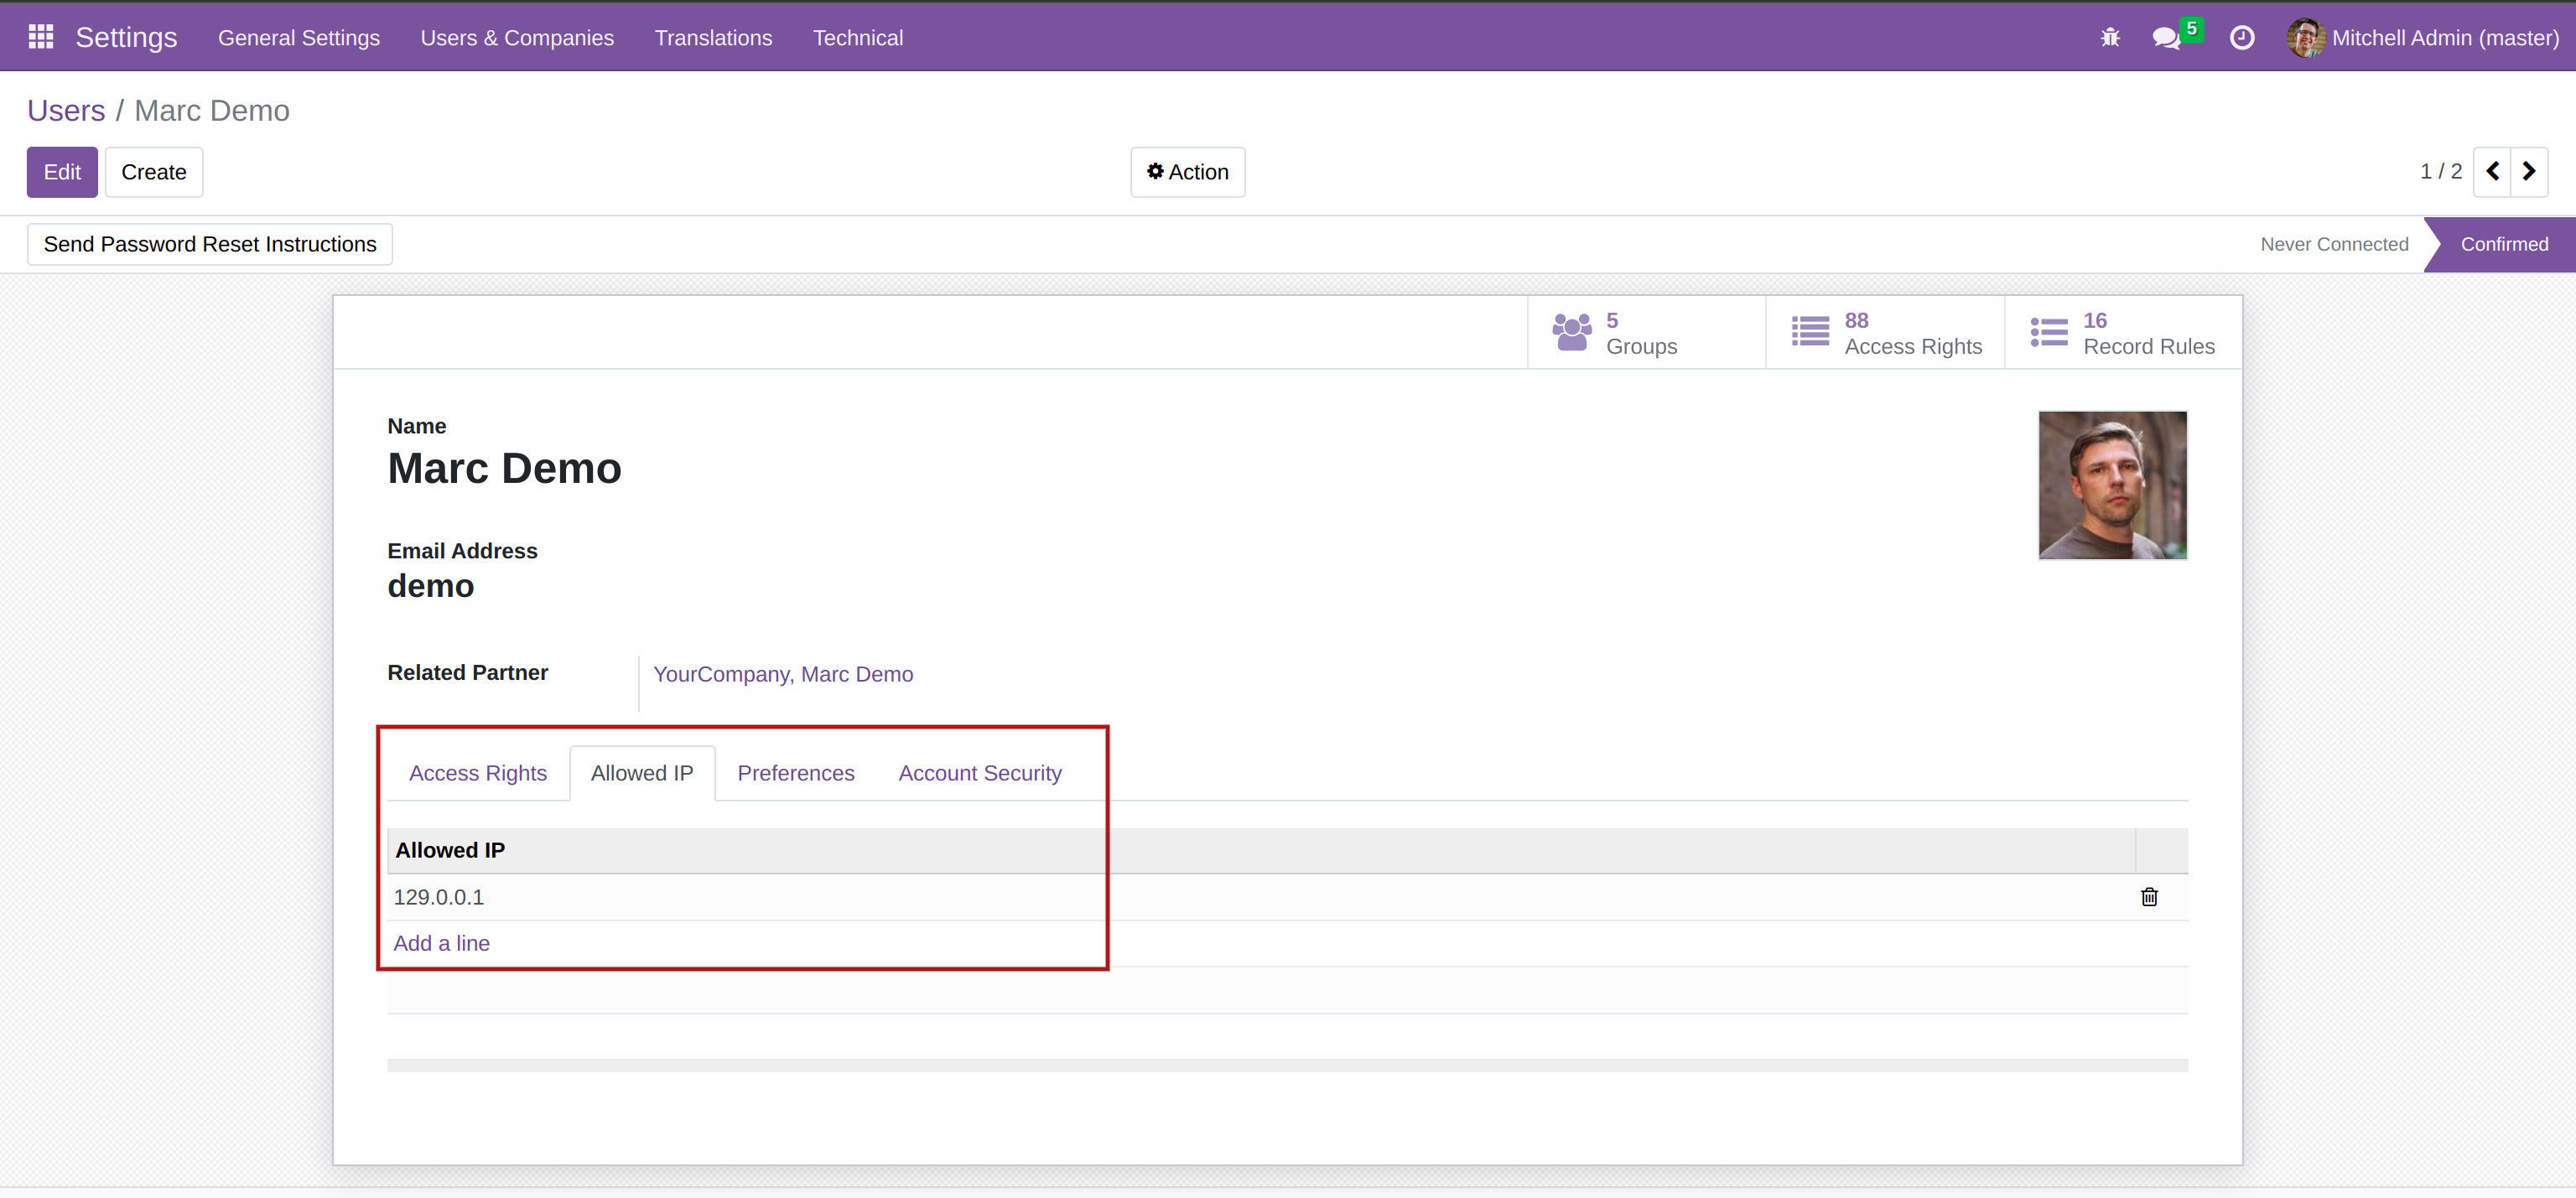 Settings General Settings Users & Companies Translations Technical 5 Mitchell Admin (master)
Users / Marc Demo
Edit Create Action 1 / 2
Send Password Reset Instructions Never Connected Confirmed
5 Groups
88 Access Rights
16 Record Rules
Name
Marc Demo
Email Address
demo
Related Partner YourCompany, Marc Demo
Access Rights Allowed IP Preferences Account Security
Allowed IP
129.0.0.1
Add a line